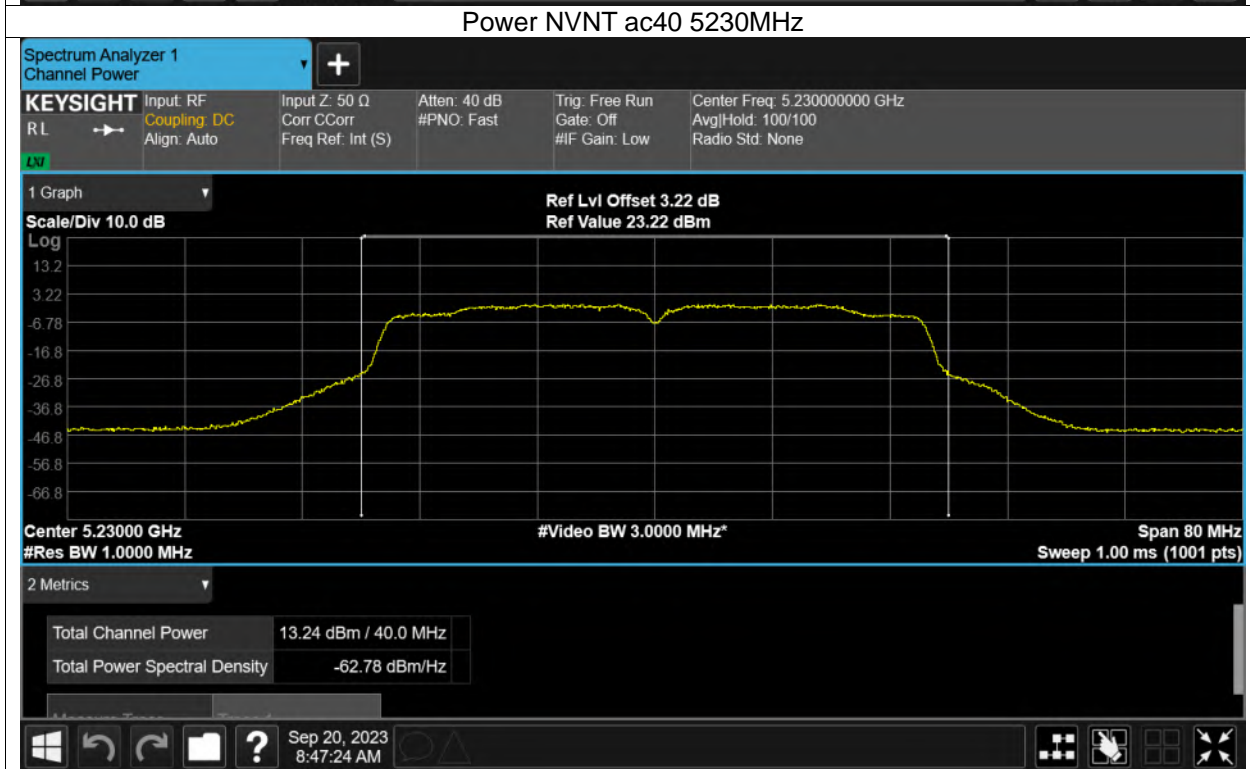 Power NVNT ac40 5230MHz
Spectrum Analyzer 1
Channel Power
+
KEYSIGHT
RL
LXI
Input: RF
Coupling: DC
Align: Auto
Input Z: 50 Ω
Corr CCorr
Freq Ref: Int (S)
Atten: 40 dB
#PNO: Fast
Trig: Free Run
Gate: Off
#IF Gain: Low
Center Freq: 5.230000000 GHz
Avg|Hold: 100/100
Radio Std: None
1 Graph
Scale/Div 10.0 dB
Ref Lvl Offset 3.22 dB
Ref Value 23.22 dBm
Log
13.2
3.22
-6.78
-16.8
-26.8
-36.8
-46.8
-56.8
-66.8
Center 5.23000 GHz
#Res BW 1.0000 MHz
#Video BW 3.0000 MHz*
Span 80 MHz
Sweep 1.00 ms (1001 pts)
2 Metrics
Total Channel Power 13.24 dBm / 40.0 MHz
Total Power Spectral Density -62.78 dBm/Hz
?
Sep 20, 2023
8:47:24 AM